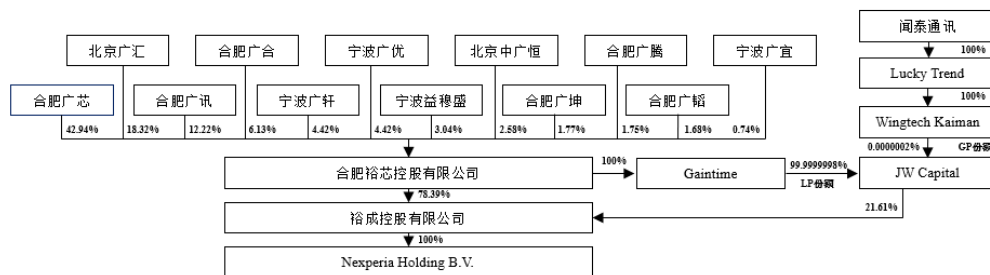 闻泰通讯
北京广汇
合肥广合
宁波广优
北京中广恒
合肥广腾
宁波广宜
100%
Lucky Trend
合肥广芯
合肥广讯
宁波广轩
宁波益穆盛
合肥广坤
合肥广韬
100%
Wingtech Kaiman
42.94%
18.32%
12.22%
6.13%
4.42%
4.42%
3.04%
2.58%
1.77%
1.75%
1.68%
0.74%
0.0000002%
GP份额
合肥裕芯控股有限公司
100%
Gaintime
99.9999998%
LP份额
JW Capital
78.39%
21.61%
裕成控股有限公司
100%
Nexperia Holding B.V.